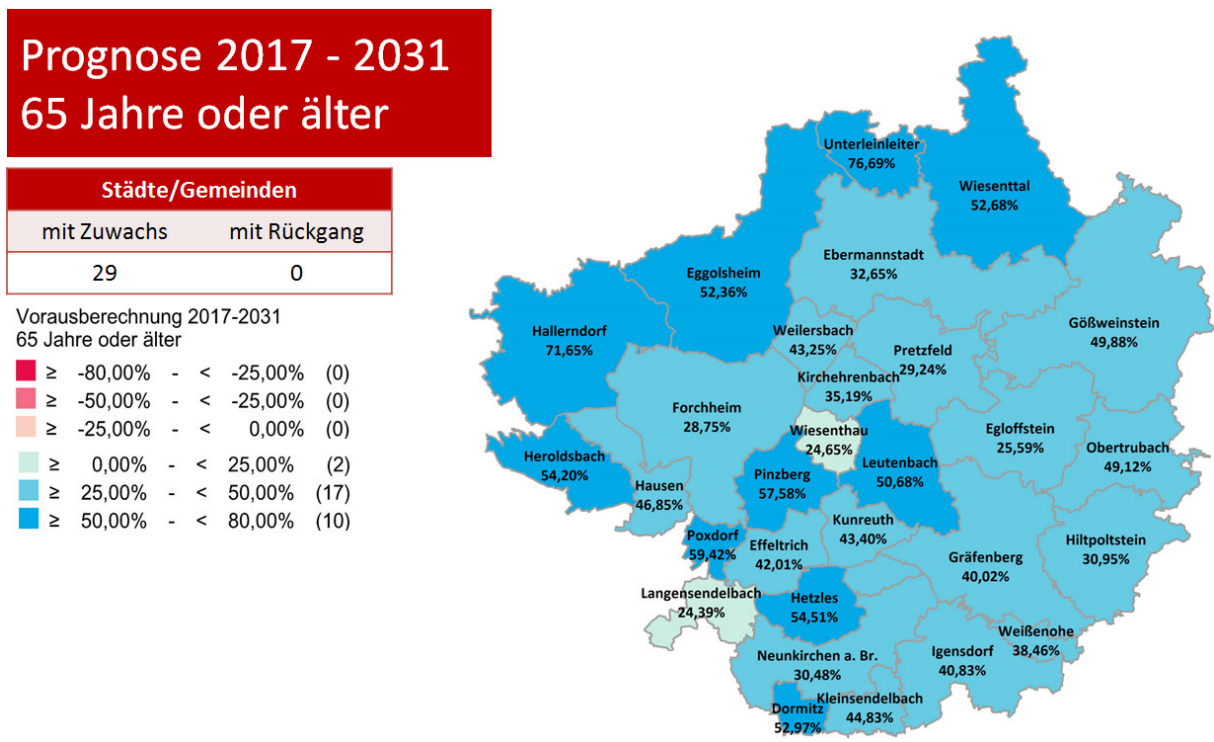 Prognose 2017 - 2031
65 Jahre oder älter
Städte/Gemeinden
mit Zuwachs mit Rückgang
29 0
Vorausberechnung 2017-2031
65 Jahre oder älter
≥ -80,00% - < -25,00% (0)
≥ -50,00% - < -25,00% (0)
≥ -25,00% - < 0,00% (0)
≥ 0,00% - < 25,00% (2)
≥ 25,00% - < 50,00% (17)
≥ 50,00% - < 80,00% (10)
Unterleinleiter
76,69%
Wiesenttal
52,68%
Ebermannstadt
32,65%
Eggolsheim
52,36%
Hallerndorf
71,65%
Weilersbach
43,25%
Pretzfeld
29,24%
Gößweinstein
49,88%
Kirchehrenbach
35,19%
Forchheim
28,75%
Wiesenthau
24,65%
Egloffstein
25,59%
Obertrubach
49,12%
Heroldsbach
54,20%
Leutenbach
50,68%
Pinzberg
57,58%
Hausen
46,85%
Kunreuth
43,40%
Poxdorf
59,42%
Effeltrich
42,01%
Hiltpoltstein
30,95%
Gräfenberg
40,02%
Langensendelbach
24,39%
Hetzles
54,51%
Weißenohe
38,46%
Neunkirchen a. Br.
30,48%
Igensdorf
40,83%
Kleinsendelbach
44,83%
Dormitz
52,97%